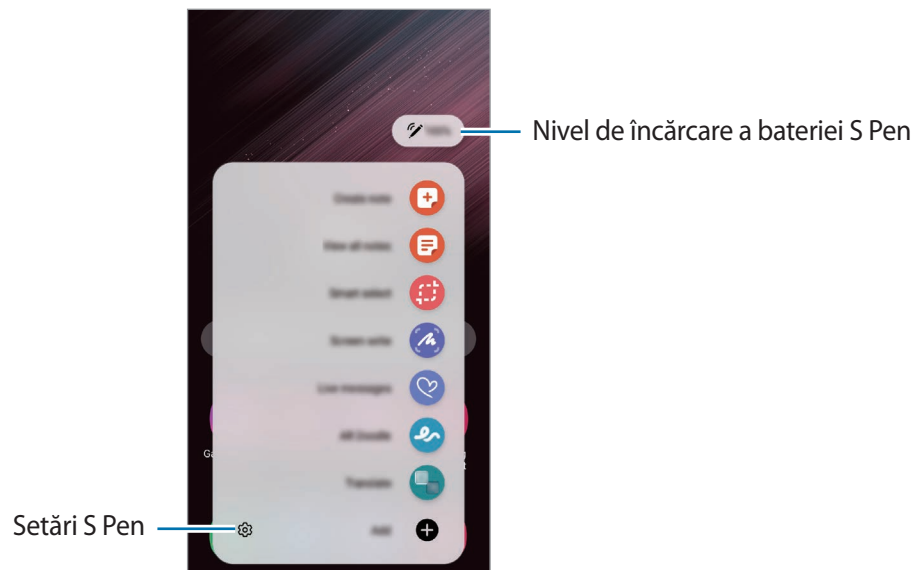 Nivel de încărcare a bateriei S Pen
Create note
View all notes
Smart select
Screen write
Live messages
AR Doodle
Translate
Ga
Setări S Pen
Add